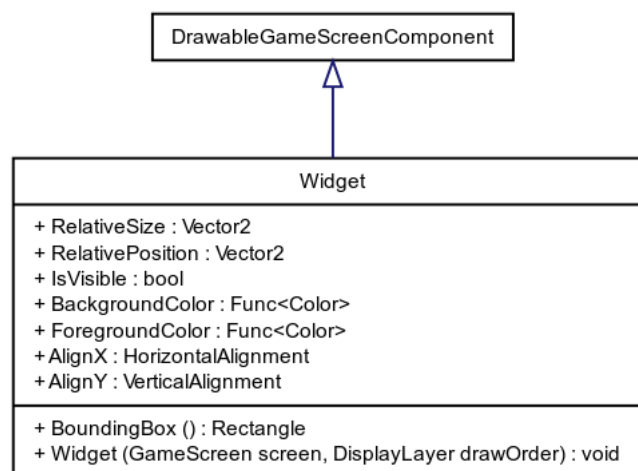 DrawableGameScreenComponent
Widget
+ RelativeSize : Vector2
+ RelativePosition : Vector2
+ IsVisible : bool
+ BackgroundColor : Func<Color>
+ ForegroundColor : Func<Color>
+ AlignX : HorizontalAlignment
+ AlignY : VerticalAlignment
+ BoundingBox () : Rectangle
+ Widget (GameScreen screen, DisplayLayer drawOrder) : void